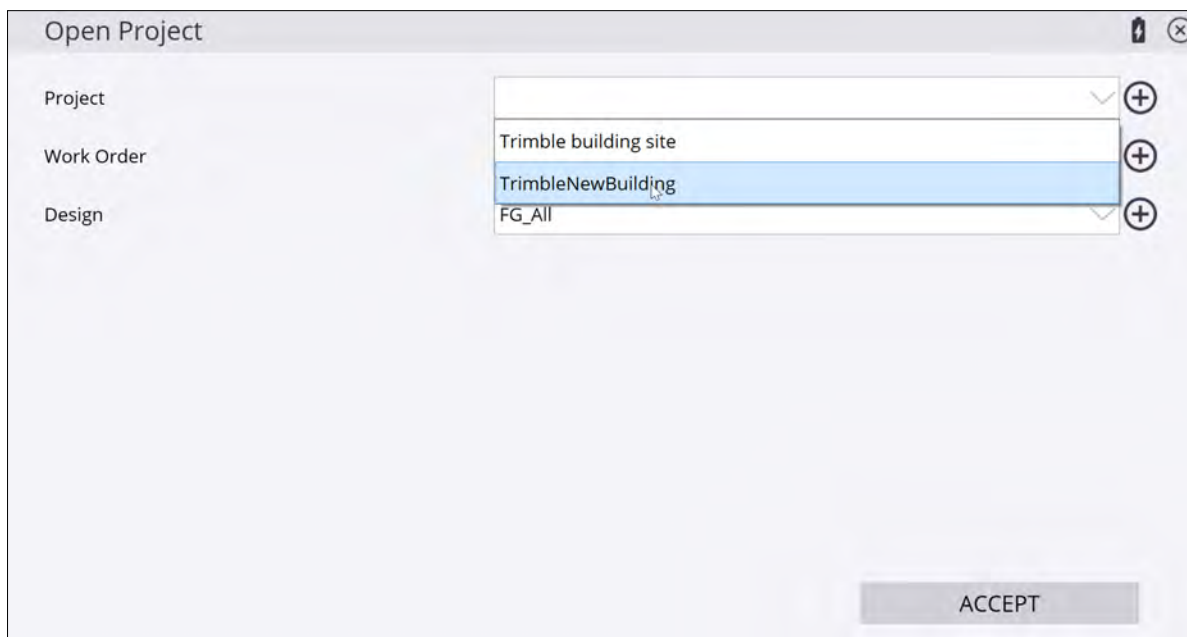 Open Project
Project
Trimble building site
Work Order
TrimbleNewBuilding
Design
FG_All
ACCEPT